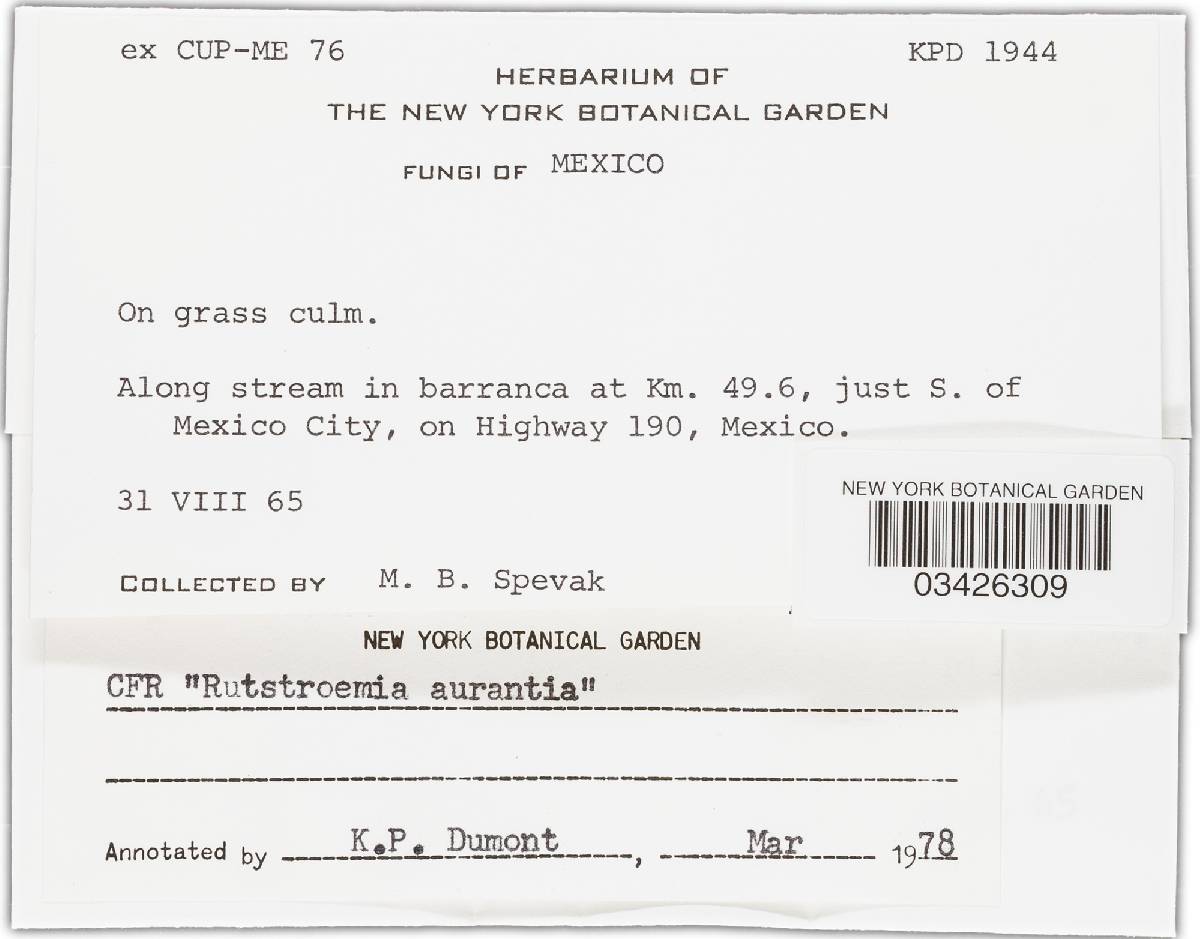 ex CUP-ME 76 KPD 1944
HERBARIUM OF
THE NEW YORK BOTANICAL GARDEN
FUNGI OF MEXICO
On grass culm.
Along stream in barranca at Km. 49.6, just S. of
Mexico City, on Highway 190, Mexico.
31 VIII 65
COLLECTED BY M. B. Spevak
NEW YORK BOTANICAL GARDEN
03426309
NEW YORK BOTANICAL GARDEN
CFR "Rutstroemia aurantia"
Annotated by K.P. Dumont, Mar 1978